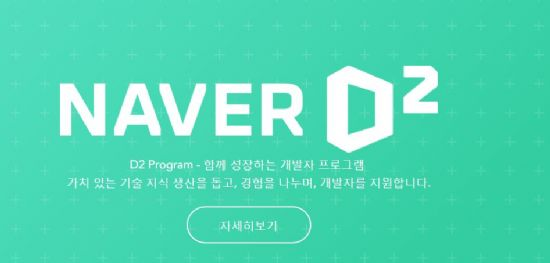 NAVER D2
D2 Program - 함께 성장하는 개발자 프로그램
가치 있는 기술 지식 생산을 돕고, 경험을 나누며, 개발자를 지원합니다.
자세히보기